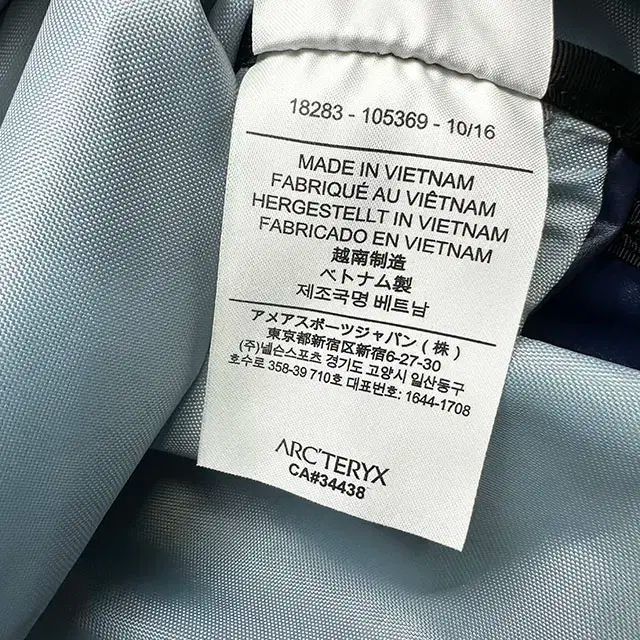 18283 - 105369 - 10/16
MADE IN VIETNAM
FABRIQUÉ AU VIÊTNAM
HERGESTELLT IN VIETNAM
FABRICADO EN VIETNAM
越南制造
ベトナム製
제조국명 베트남
アメアスポーツジャパン(株)
東京都新宿区新宿6-27-30
(주)넬슨스포츠 경기도 고양시 일산동구
호수로 358-39 710호 대표번호: 1644-1708
ARC'TERYX
CA#34438